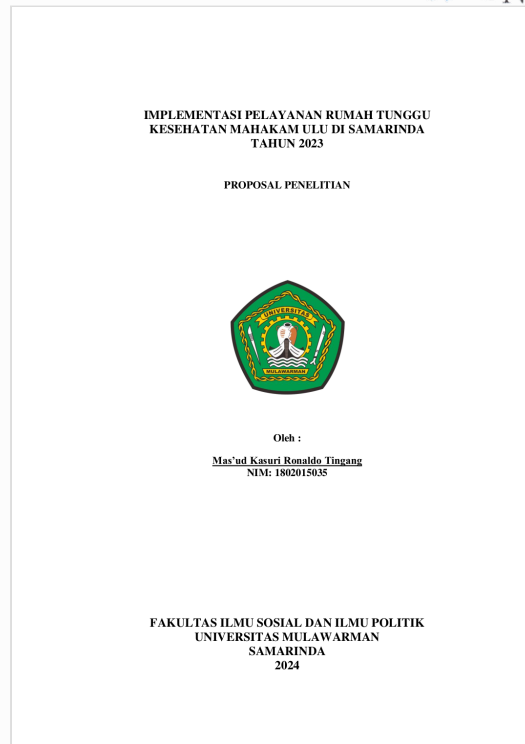 IMPLEMENTASI PELAYANAN RUMAH TUNGGU
KESEHATAN MAHAKAM ULU DI SAMARINDA
TAHUN 2023
PROPOSAL PENELITIAN
UNIVERSITAS
MULAWARMAN
Oleh :
Mas’ud Kasuri Ronaldo Tingang
NIM: 1802015035
FAKULTAS ILMU SOSIAL DAN ILMU POLITIK
UNIVERSITAS MULAWARMAN
SAMARINDA
2024